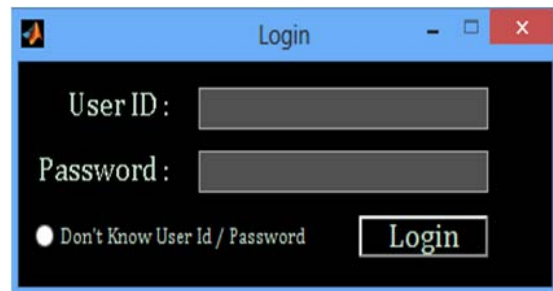 Login
User ID :
Password :
Don't Know User Id / Password
Login